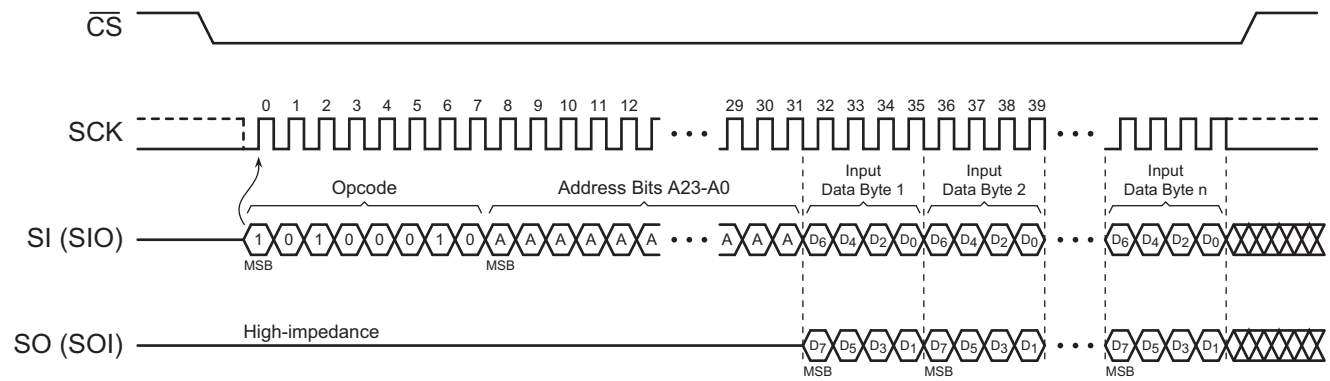 CS
0 1 2 3 4 5 6 7 8 9 10 11 12 29 30 31 32 33 34 35 36 37 38 39
SCK
Opcode Address Bits A23-A0 Input Data Byte 1 Input Data Byte 2 Input Data Byte n
SI (SIO) 1 0 1 0 0 0 1 0 A A A A A A A A A D6 D4 D2 D0 D6 D4 D2 D0 D6 D4 D2 D0
MSB MSB
High-impedance
SO (SOI) D7 D5 D3 D1 D7 D5 D3 D1 D7 D5 D3 D1
MSB MSB MSB